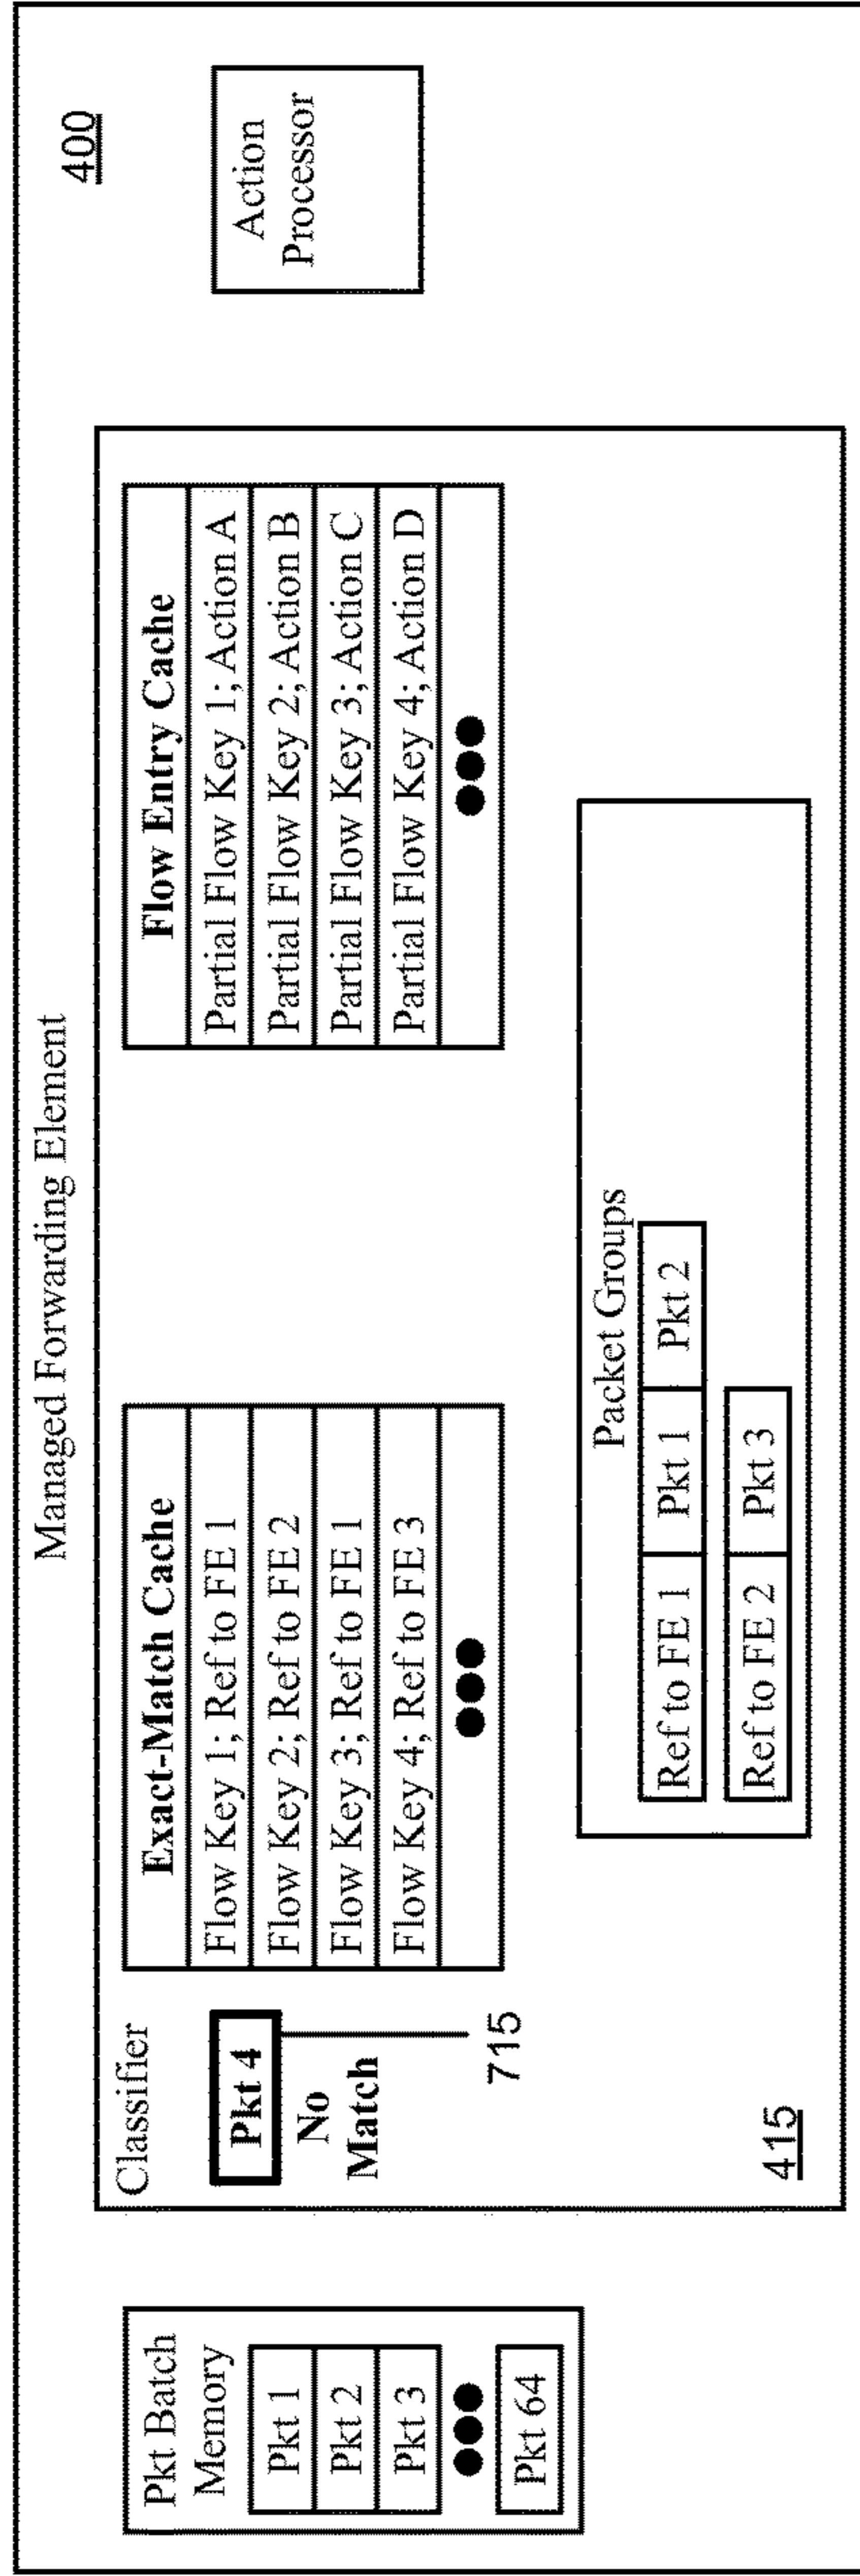 Managed Forwarding Element
400
Pkt Batch
Memory
Pkt 1
Pkt 2
Pkt 3
Pkt 64
Classifier
Pkt 4
No
Match
715
415
Exact-Match Cache
Flow Key 1; Ref to FE 1
Flow Key 2; Ref to FE 2
Flow Key 3; Ref to FE 1
Flow Key 4; Ref to FE 3
Flow Entry Cache
Partial Flow Key 1; Action A
Partial Flow Key 2; Action B
Partial Flow Key 3; Action C
Partial Flow Key 4; Action D
Packet Groups
Ref to FE 1 Pkt 1 Pkt 2
Ref to FE 2 Pkt 3
Action
Processor